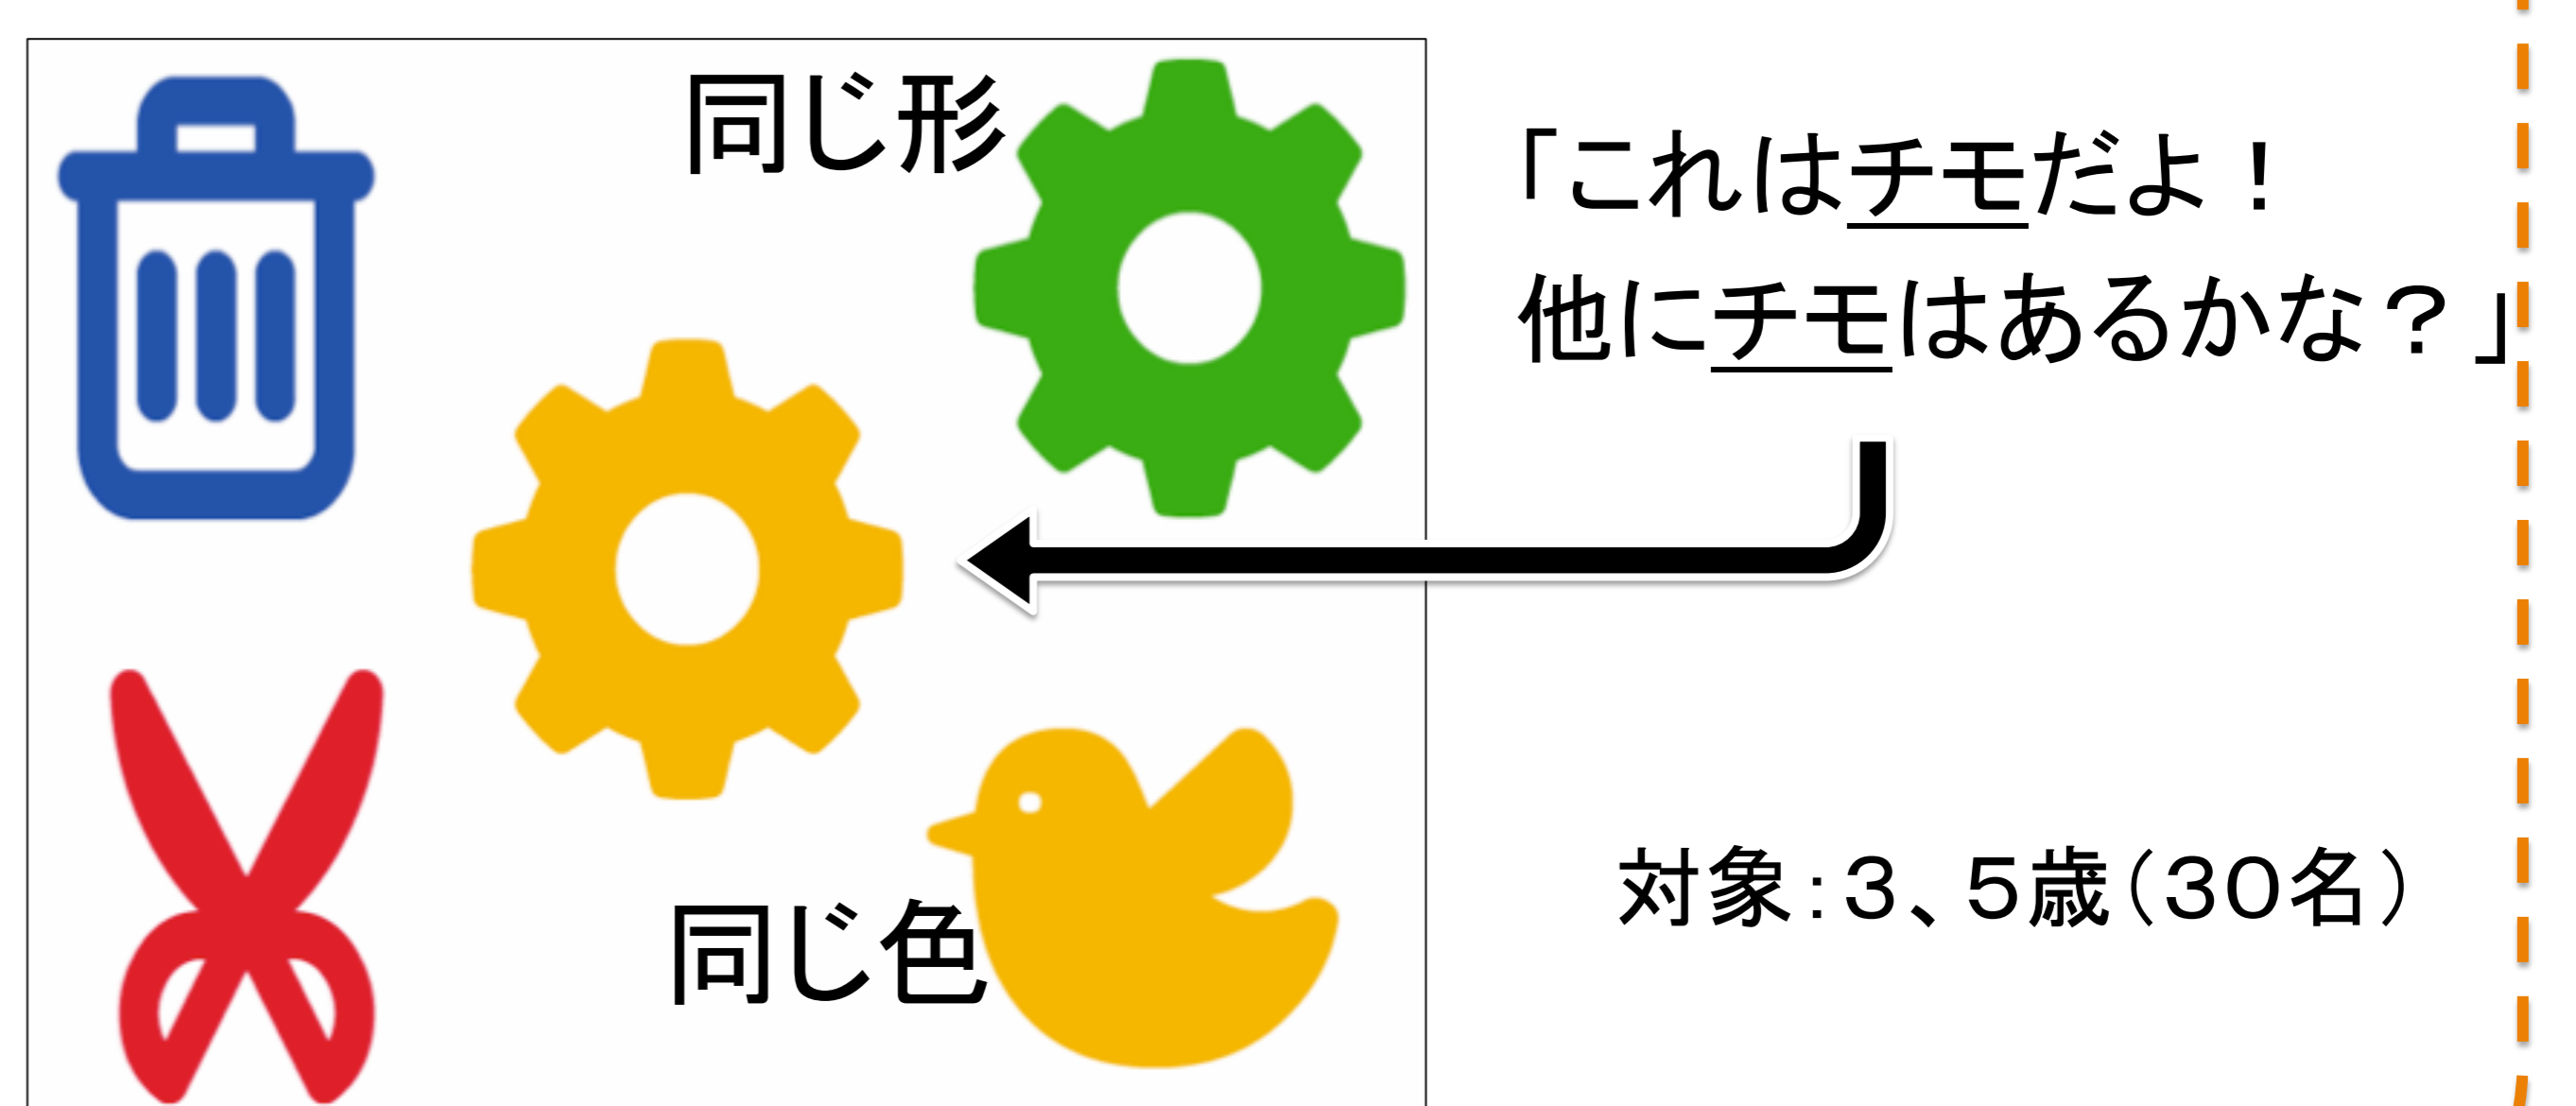 同じ形
「これはチモだよ！
他にチモはあるかな？」
同じ色
対象：３、５歳（３０名）